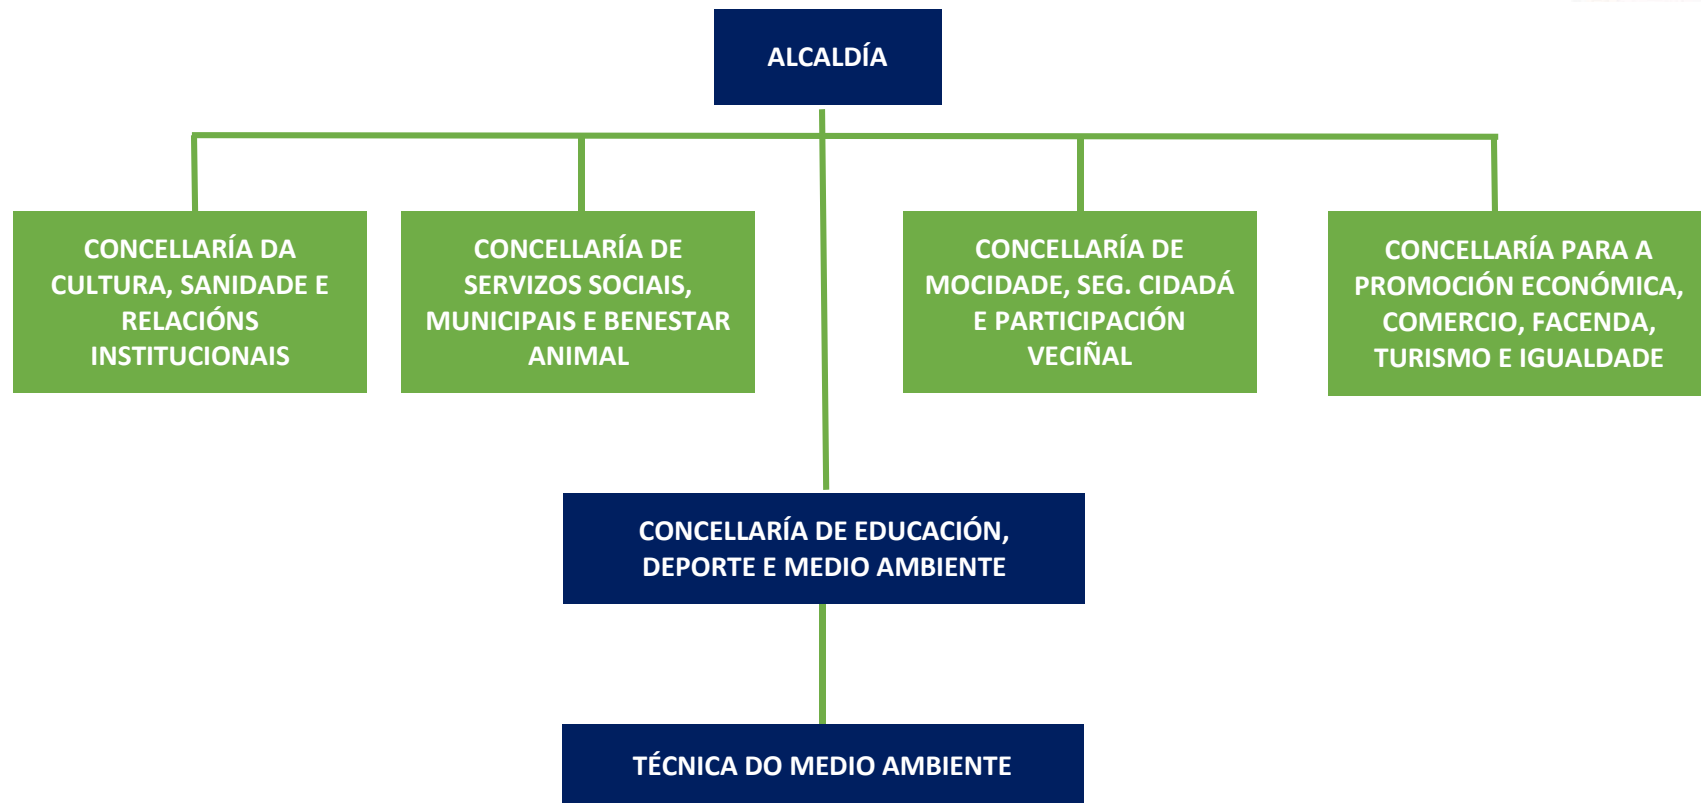 ALCALDÍA
CONCELLARÍA DA
CULTURA, SANIDADE E
RELACIÓNS
INSTITUCIONAIS
CONCELLARÍA DE
SERVIZOS SOCIAIS,
MUNICIPAIS E BENESTAR
ANIMAL
CONCELLARÍA DE
MOCIDADE, SEG. CIDADÁ
E PARTICIPACIÓN
VECIÑAL
CONCELLARÍA PARA A
PROMOCIÓN ECONÓMICA,
COMERCIO, FACENDA,
TURISMO E IGUALDADE
CONCELLARÍA DE EDUCACIÓN,
DEPORTE E MEDIO AMBIENTE
TÉCNICA DO MEDIO AMBIENTE